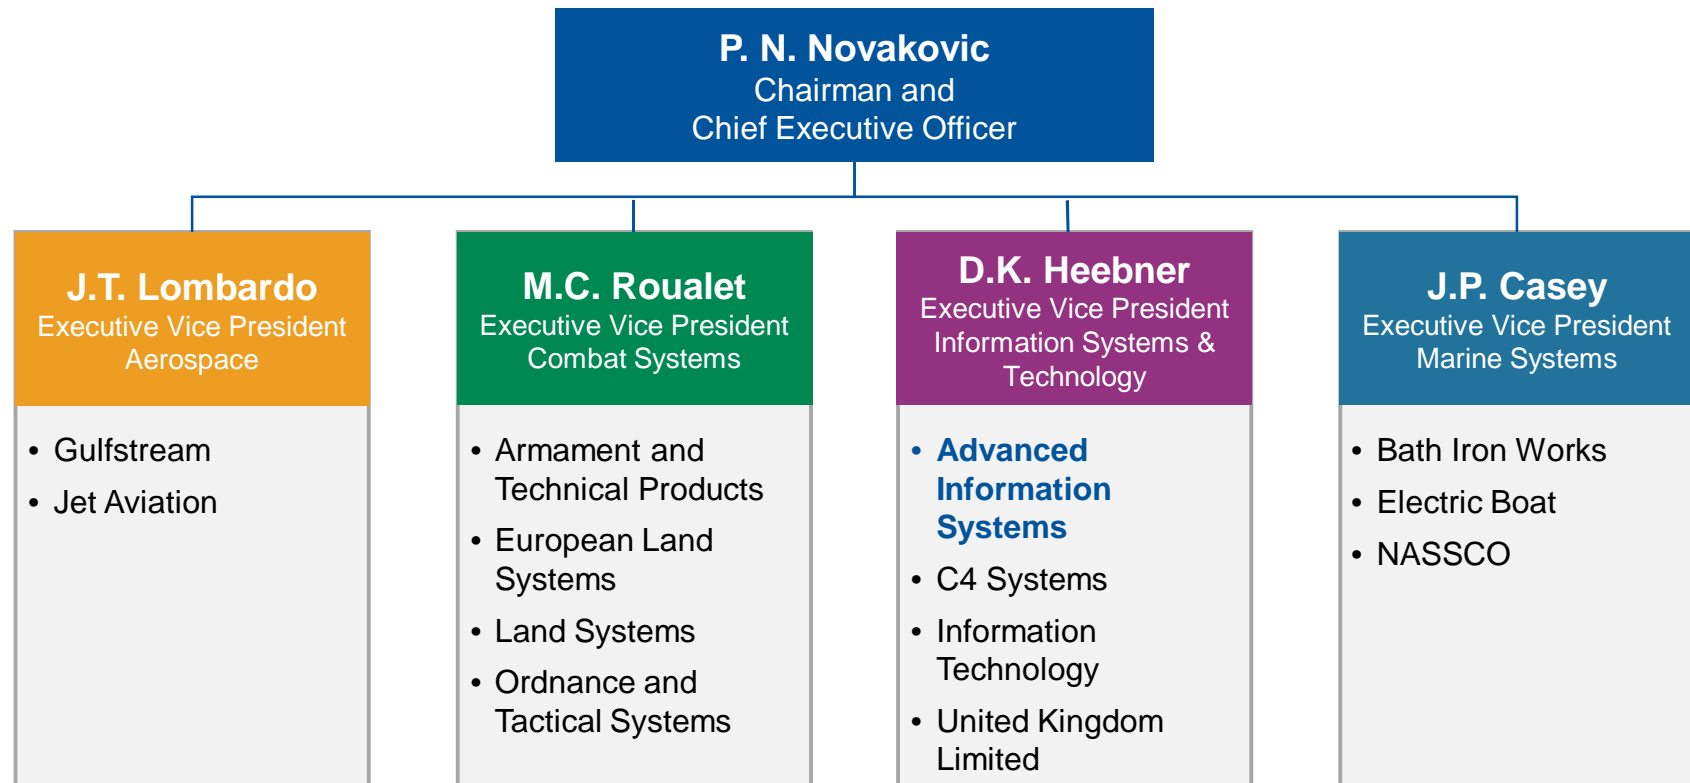 P. N. Novakovic
Chairman and
Chief Executive Officer
J.T. Lombardo
Executive Vice President
Aerospace
• Gulfstream
• Jet Aviation
M.C. Roualet
Executive Vice President
Combat Systems
• Armament and
Technical Products
• European Land
Systems
• Land Systems
• Ordnance and
Tactical Systems
D.K. Heebner
Executive Vice President
Information Systems &
Technology
• Advanced
Information
Systems
• C4 Systems
• Information
Technology
• United Kingdom
Limited
J.P. Casey
Executive Vice President
Marine Systems
• Bath Iron Works
• Electric Boat
• NASSCO